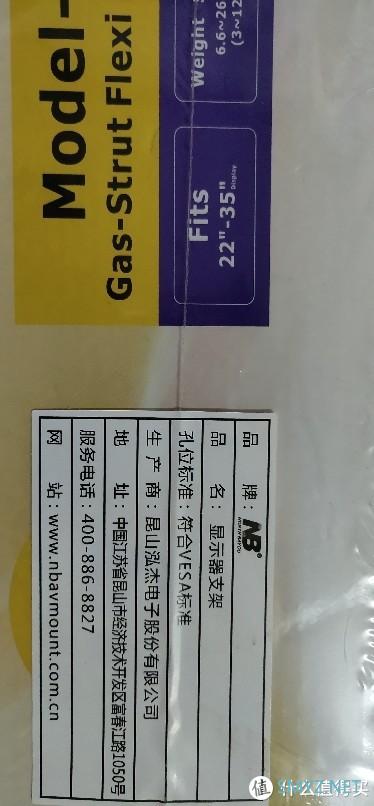 Model-
Gas-Strut Flexi
Weight
6.6~26
(3~12
Fits
22"-35"
Display
品 牌: NB
品 名: 显示器支架
孔位标准: 符合VESA标准
生 产 商: 昆山泓杰电子股份有限公司
地 址: 中国江苏省昆山市经济技术开发区富春江路1050号
服务电话: 400-886-8827
网 站: www.nbavmount.com.cn
值 什么值得买